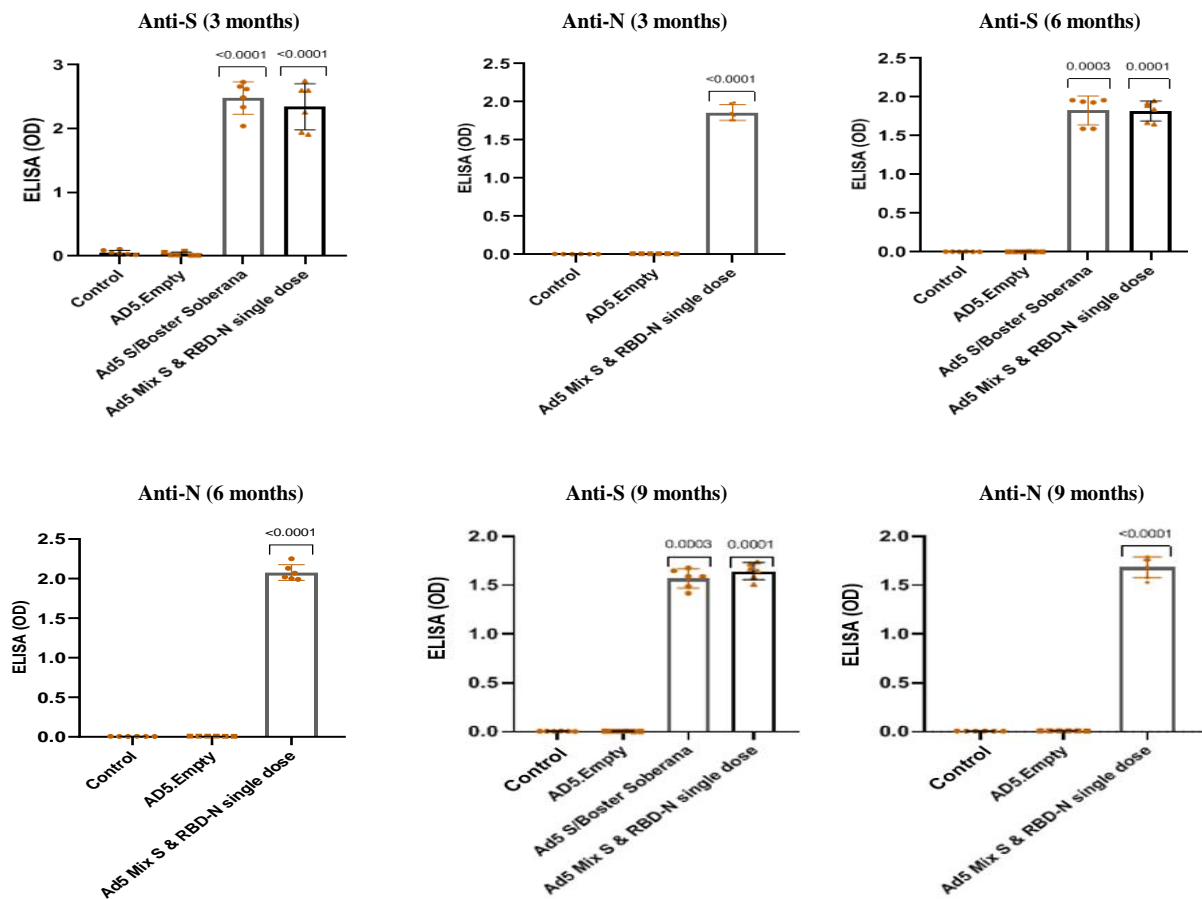 Anti-S (3 months)
<0.0001 <0.0001
3
2
1
0
ELISA (OD)
Control
AD5.Empty
Ad5 S/Boster Soberana
Ad5 Mix S & RBD-N single dose
Anti-N (3 months)
<0.0001
2.5
2.0
1.5
1.0
0.5
0.0
ELISA (OD)
Control
AD5.Empty
Ad5 Mix S & RBD-N single dose
Anti-S (6 months)
0.0003 0.0001
2.5
2.0
1.5
1.0
0.5
0.0
ELISA (OD)
Control
AD5.Empty
Ad5 S/Boster Soberana
Ad5 Mix S & RBD-N single dose
Anti-N (6 months)
<0.0001
2.5
2.0
1.5
1.0
0.5
0.0
ELISA (OD)
Control
AD5.Empty
Ad5 Mix S & RBD-N single dose
Anti-S (9 months)
0.0003 0.0001
2.0
1.5
1.0
0.5
0.0
ELISA (OD)
Control
AD5.Empty
Ad5 S/Boster Soberana
Ad5 Mix S & RBD-N single dose
Anti-N (9 months)
<0.0001
2.0
1.5
1.0
0.5
0.0
ELISA (OD)
Control
AD5.Empty
Ad5 Mix S & RBD-N single dose